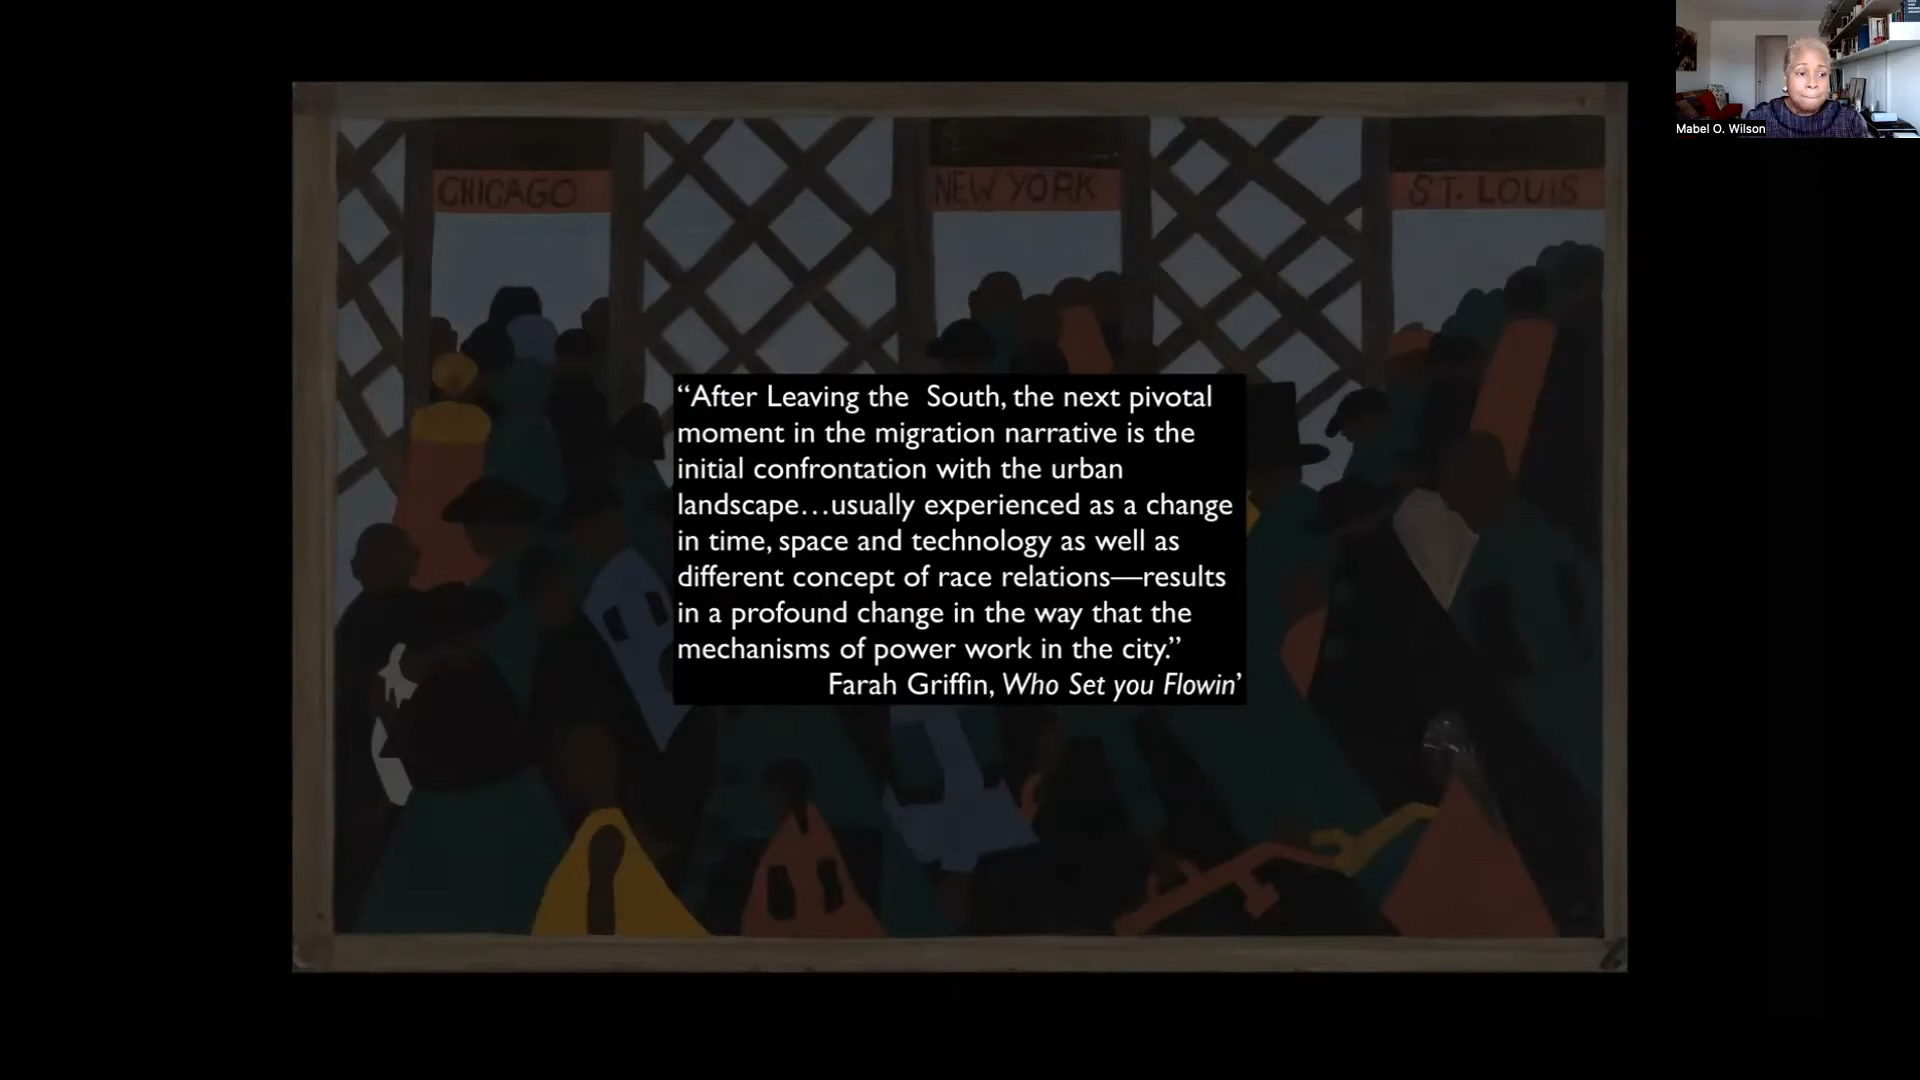 Mabel O. Wilson
CHICAGO
NEW YORK
ST. LOUIS
“After Leaving the  South, the next pivotal
moment in the migration narrative is the
initial confrontation with the urban
landscape…usually experienced as a change
in time, space and technology as well as
different concept of race relations—results
in a profound change in the way that the
mechanisms of power work in the city.”
Farah Griffin, Who Set you Flowin’